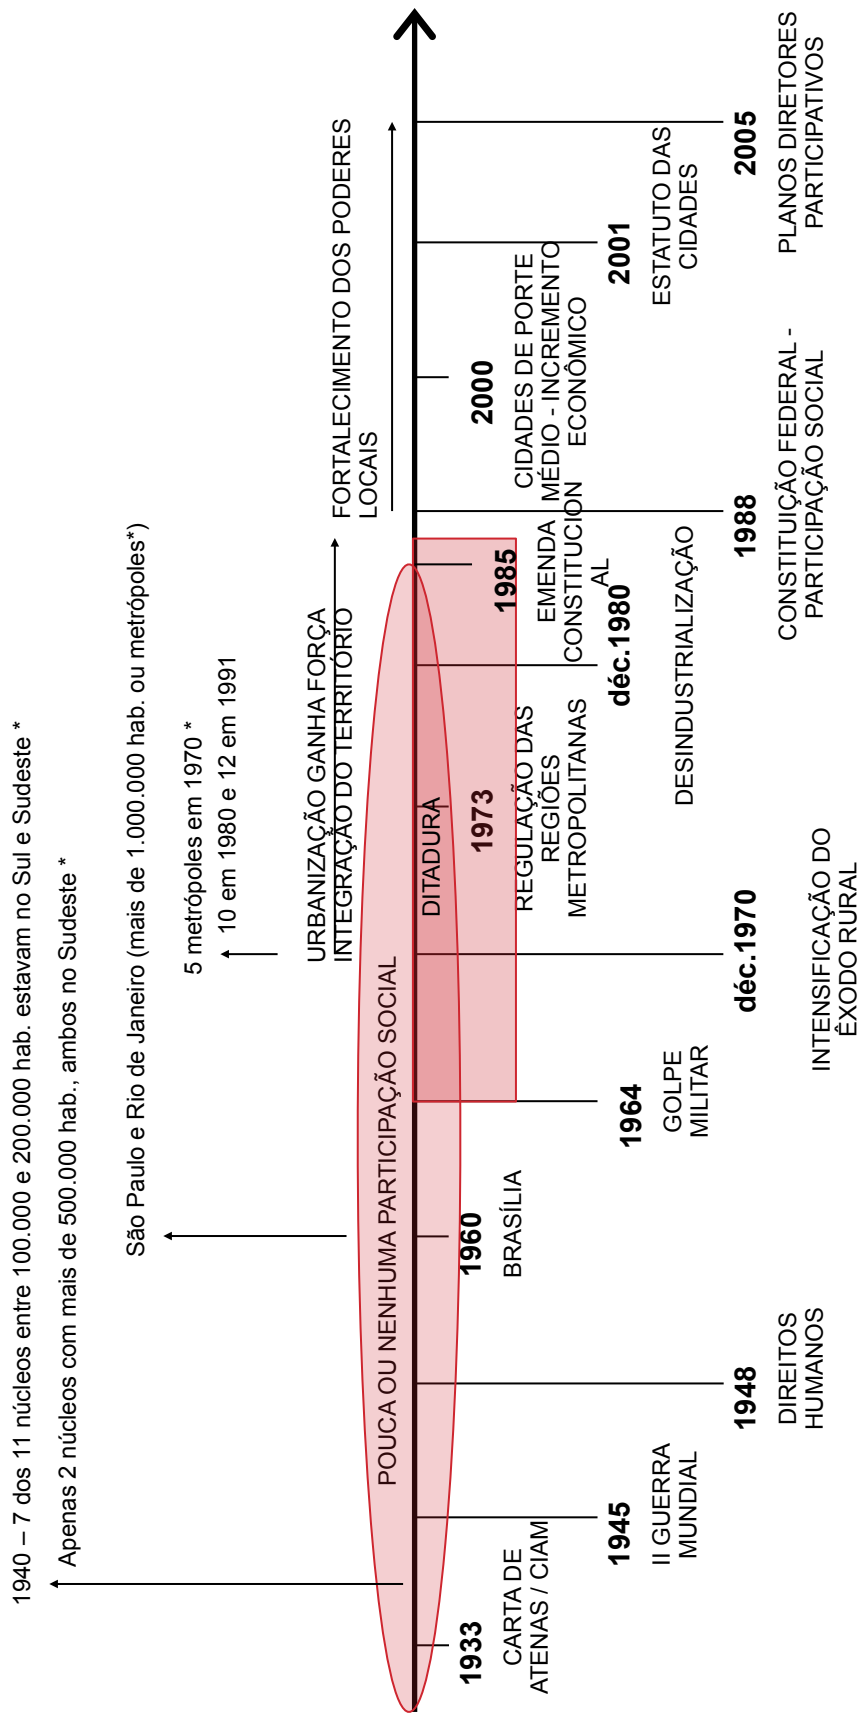 1940 – 7 dos 11 núcleos entre 100.000 e 200.000 hab. estavam no Sul e Sudeste *
Apenas 2 núcleos com mais de 500.000 hab., ambos no Sudeste *
São Paulo e Rio de Janeiro (mais de 1.000.000 hab. ou metrópoles*)
5 metrópoles em 1970 *
10 em 1980 e 12 em 1991
URBANIZAÇÃO GANHA FORÇA
INTEGRAÇÃO DO TERRITÓRIO
FORTALECIMENTO DOS PODERES
LOCAIS
POUCA OU NENHUMA PARTICIPAÇÃO SOCIAL
DITADURA
1933
CARTA DE
ATENAS / CIAM
1945
II GUERRA
MUNDIAL
1948
DIREITOS
HUMANOS
1960
BRASÍLIA
1964
GOLPE
MILITAR
déc.1970
INTENSIFICAÇÃO DO
ÊXODO RURAL
1973
REGULAÇÃO DAS
REGIÕES
METROPOLITANAS
déc.1980
DESINDUSTRIALIZAÇÃO
1985
EMENDA
CONSTITUCION
AL
1988
CONSTITUIÇÃO FEDERAL -
PARTICIPAÇÃO SOCIAL
2000
CIDADES DE PORTE
MÉDIO - INCREMENTO
ECONÔMICO
2001
ESTATUTO DAS
CIDADES
2005
PLANOS DIRETORES
PARTICIPATIVOS